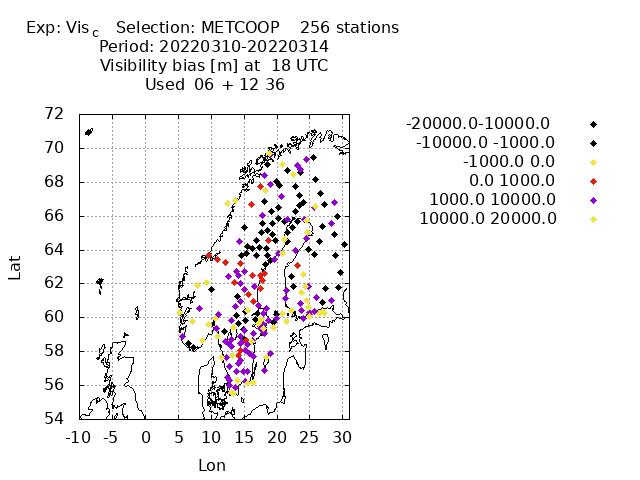 Exp: Vis c   Selection: METCOOP    256 stations
Period: 20220310-20220314
Visibility bias [m] at  18 UTC
Used  06 + 12 36
72
70
68
66
64
62
60
58
56
54
Lat
-10 -5 0 5 10 15 20 25 30
Lon
-20000.0-10000.0
-10000.0 -1000.0
-1000.0 0.0
0.0 1000.0
1000.0 10000.0
10000.0 20000.0